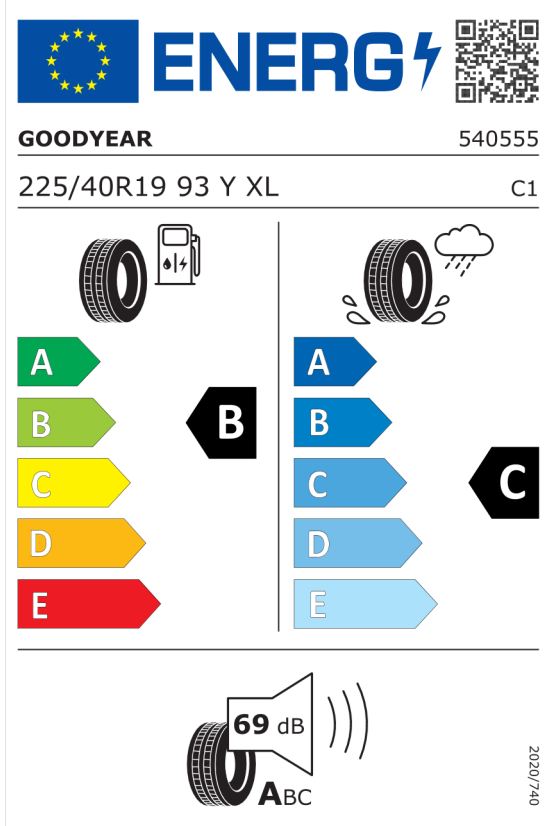 ENERG
GOODYEAR 540555
225/40R19 93 Y XL C1
A A
B B B
B C
C C
D D
E E
69 dB
ABC
2020/740